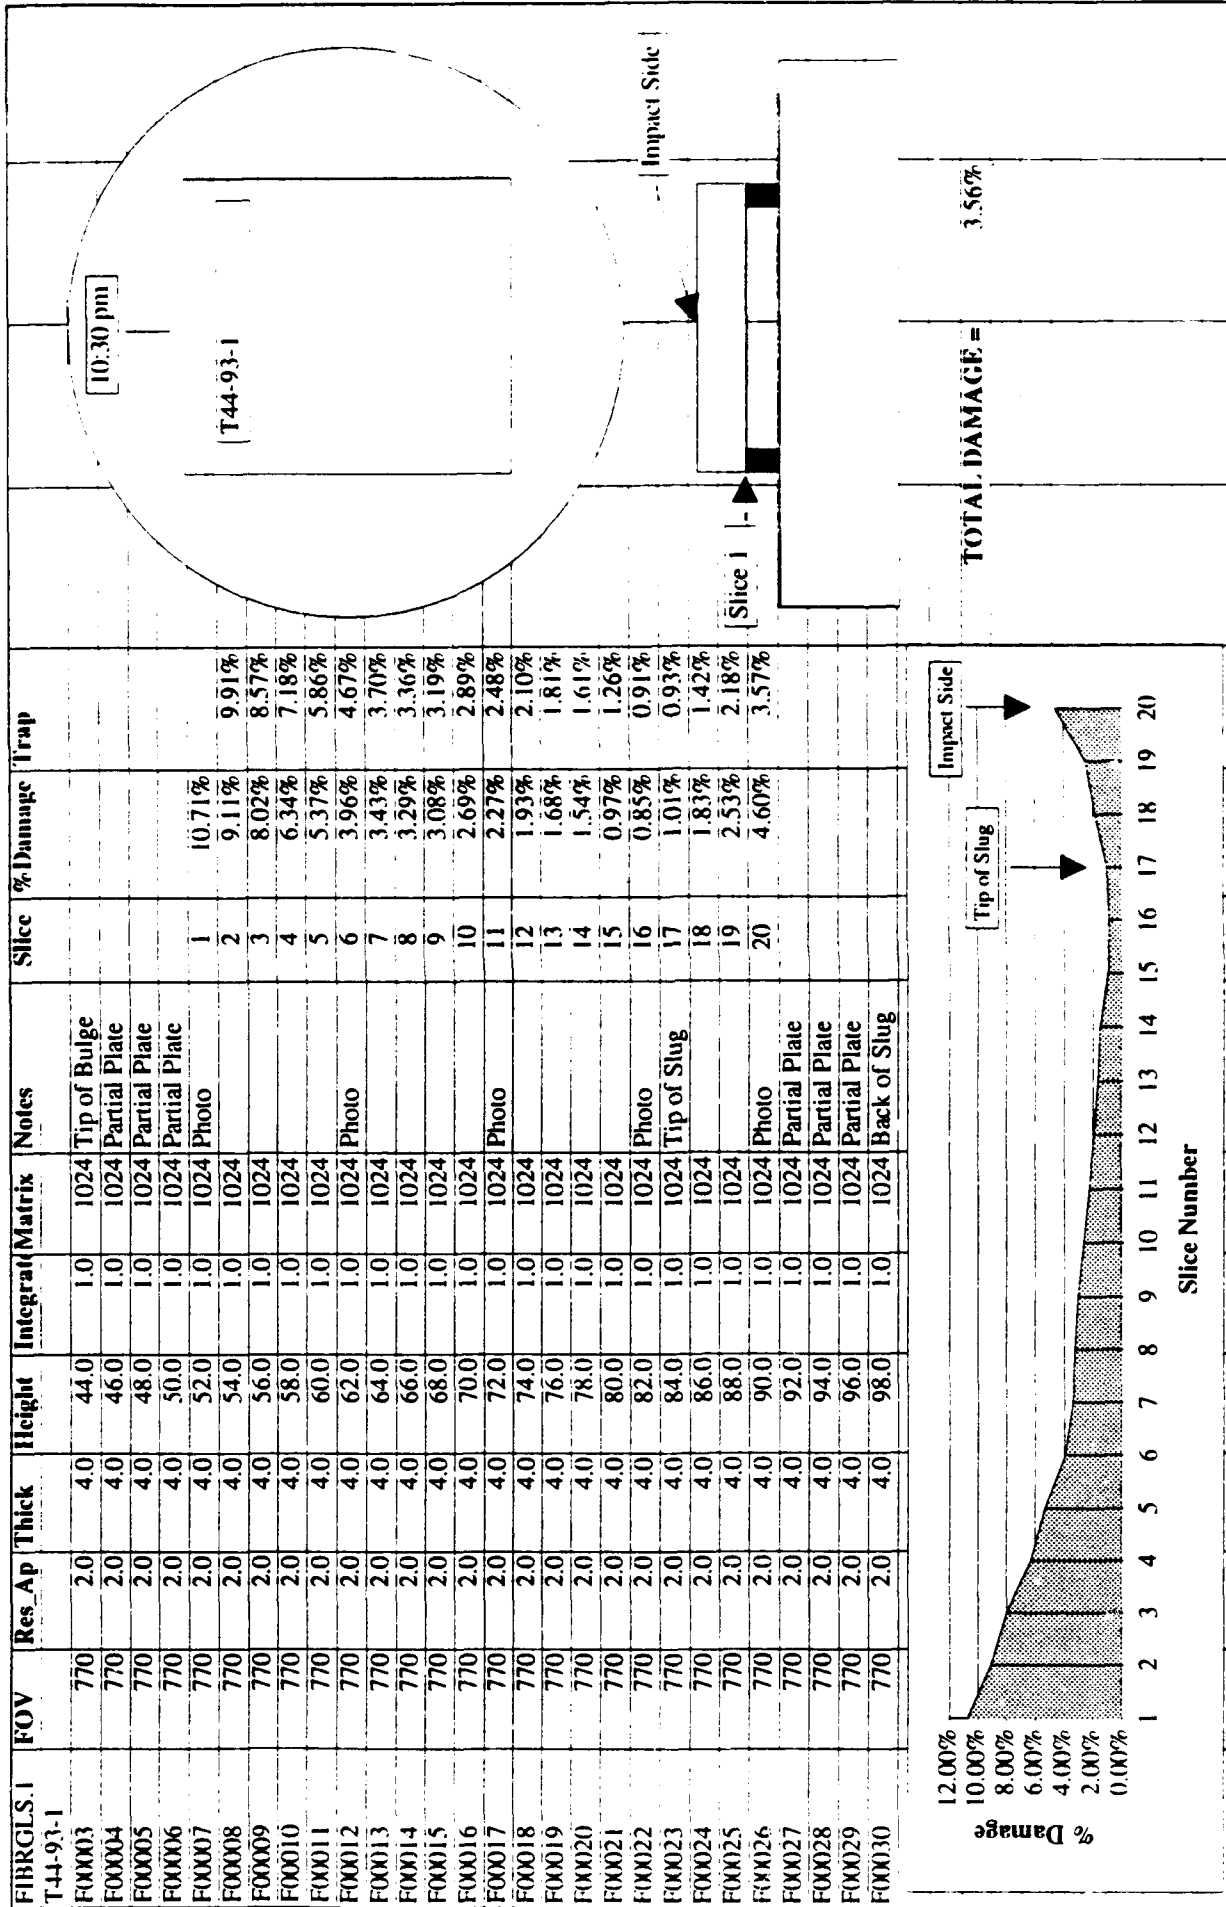 FIBRGLS.1 FOV Res_Ap Thick Height Integrat Matrix Notes Slice % Damage Trap
T44-93-1
F00003 770 2.0 4.0 44.0 1.0 1024 Tip of Bulge
F00004 770 2.0 4.0 46.0 1.0 1024 Partial Plate
F00005 770 2.0 4.0 48.0 1.0 1024 Partial Plate
F00006 770 2.0 4.0 50.0 1.0 1024 Partial Plate
F00007 770 2.0 4.0 52.0 1.0 1024 Photo 1 10.71%
F00008 770 2.0 4.0 54.0 1.0 1024 2 9.11% 9.91%
F00009 770 2.0 4.0 56.0 1.0 1024 3 8.02% 8.57%
F00010 770 2.0 4.0 58.0 1.0 1024 4 6.34% 7.18%
F00011 770 2.0 4.0 60.0 1.0 1024 5 5.37% 5.86%
F00012 770 2.0 4.0 62.0 1.0 1024 Photo 6 3.96% 4.67%
F00013 770 2.0 4.0 64.0 1.0 1024 7 3.43% 3.70%
F00014 770 2.0 4.0 66.0 1.0 1024 8 3.29% 3.36%
F00015 770 2.0 4.0 68.0 1.0 1024 9 3.08% 3.19%
F00016 770 2.0 4.0 70.0 1.0 1024 10 2.69% 2.89%
F00017 770 2.0 4.0 72.0 1.0 1024 Photo 11 2.27% 2.48%
F00018 770 2.0 4.0 74.0 1.0 1024 12 1.93% 2.10%
F00019 770 2.0 4.0 76.0 1.0 1024 13 1.68% 1.81%
F00020 770 2.0 4.0 78.0 1.0 1024 14 1.54% 1.61%
F00021 770 2.0 4.0 80.0 1.0 1024 15 0.97% 1.26%
F00022 770 2.0 4.0 82.0 1.0 1024 Photo 16 0.85% 0.91%
F00023 770 2.0 4.0 84.0 1.0 1024 Tip of Slug 17 1.01% 0.93%
F00024 770 2.0 4.0 86.0 1.0 1024 18 1.83% 1.42%
F00025 770 2.0 4.0 88.0 1.0 1024 19 2.53% 2.18%
F00026 770 2.0 4.0 90.0 1.0 1024 Photo 20 4.60% 3.57%
F00027 770 2.0 4.0 92.0 1.0 1024 Partial Plate
F00028 770 2.0 4.0 94.0 1.0 1024 Partial Plate
F00029 770 2.0 4.0 96.0 1.0 1024 Partial Plate
F00030 770 2.0 4.0 98.0 1.0 1024 Back of Slug
10:30 pm
T44-93-1
Impact Side
Slice 1
TOTAL DAMAGE = 3.56%
Impact Side
Tip of Slug
% Damage
12.00%
10.00%
8.00%
6.00%
4.00%
2.00%
0.00%
1 2 3 4 5 6 7 8 9 10 11 12 13 14 15 16 17 18 19 20
Slice Number